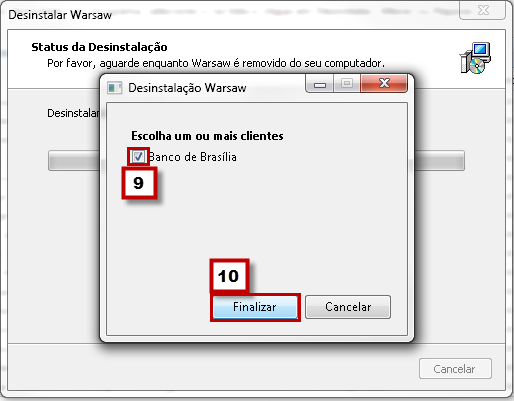 Desinstalar Warsaw
Status da Desinstalação
Por favor, aguarde enquanto Warsaw é removido do seu computador.
Desinstalar
Desinstalação Warsaw
Escolha um ou mais clientes
Banco de Brasília
9
10
Finalizar
Cancelar
Cancelar